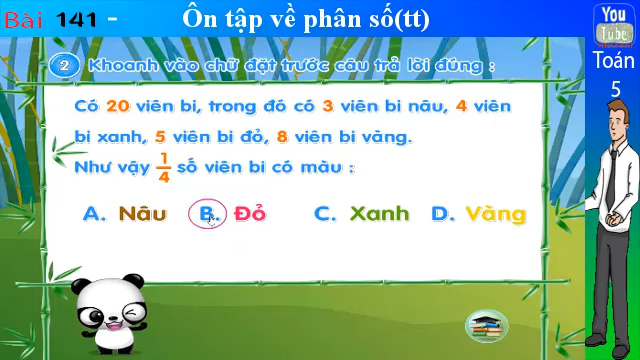 Bài 141 - Ôn tập về phân số(tt)
You
Tube
Toán
5
2 Khoanh vào chữ đặt trước câu trả lời đúng :
Có 20 viên bi, trong đó có 3 viên bi nâu, 4 viên
bi xanh, 5 viên bi đỏ, 8 viên bi vàng.
Như vậy 1/4 số viên bi có màu :
A. Nâu B. Đỏ C. Xanh D. Vàng